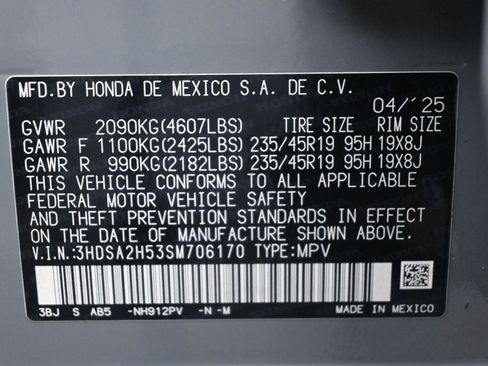 MFD.BY HONDA DE MEXICO S.A. DE C.V.
04/´25
GVWR 2090KG(4607LBS) TIRE SIZE RIM SIZE
GAWR F 1100KG(2425LBS) 235/45R19 95H 19X8J
GAWR R 990KG(2182LBS) 235/45R19 95H 19X8J
THIS VEHICLE CONFORMS TO ALL APPLICABLE
FEDERAL MOTOR VEHICLE SAFETY
AND THEFT PREVENTION STANDARDS IN EFFECT
ON THE DATE OF MANUFACTURE SHOWN ABOVE.
V.I.N:3HDSA2H53SM706170 TYPE:MPV
3BJ S AB5 -NH912PV -N -M
MADE IN MEXICO